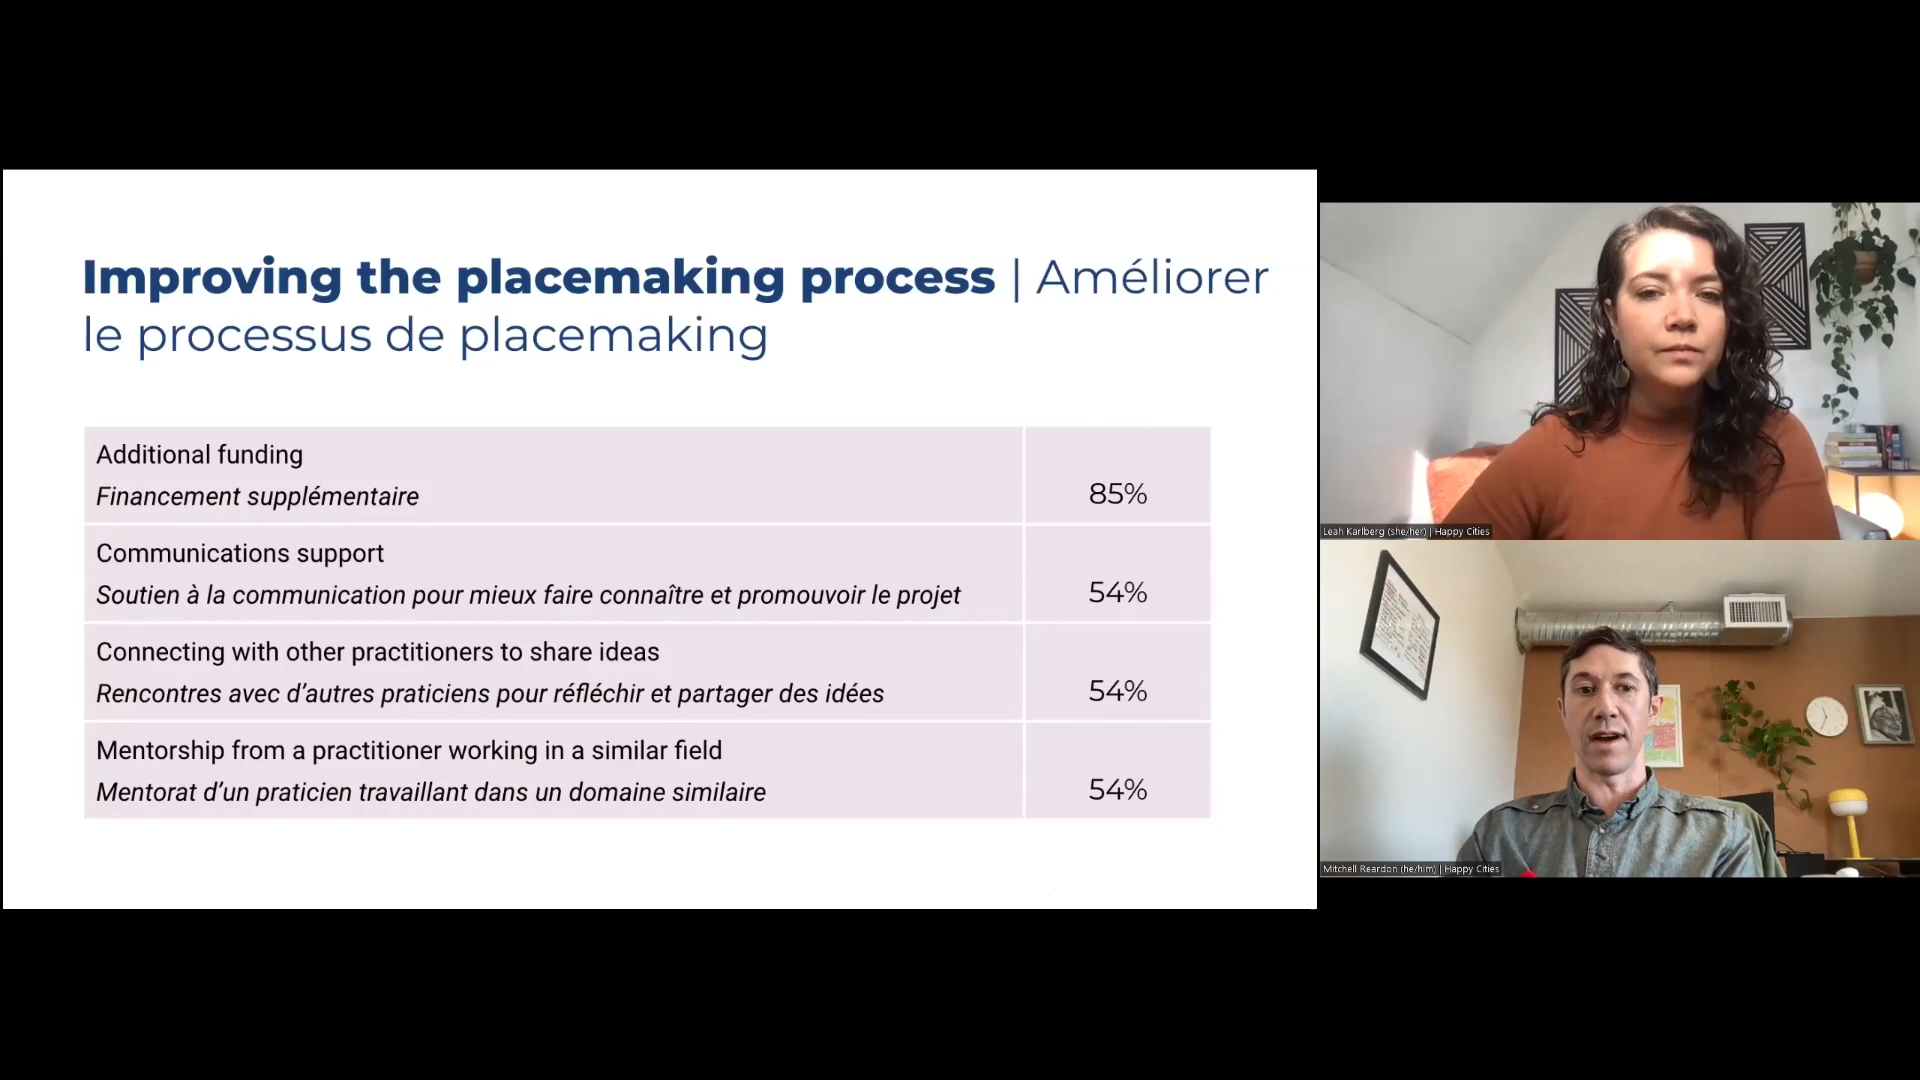 Improving the placemaking process | Améliorer
le processus de placemaking
Additional funding
Financement supplémentaire
85%
Communications support
Soutien à la communication pour mieux faire connaître et promouvoir le projet
54%
Connecting with other practitioners to share ideas
Rencontres avec d’autres praticiens pour réfléchir et partager des idées
54%
Mentorship from a practitioner working in a similar field
Mentorat d’un praticien travaillant dans un domaine similaire
54%
Leah Karlberg (she/her) | Happy Cities
Mitchell Reardon (he/him) | Happy Cities